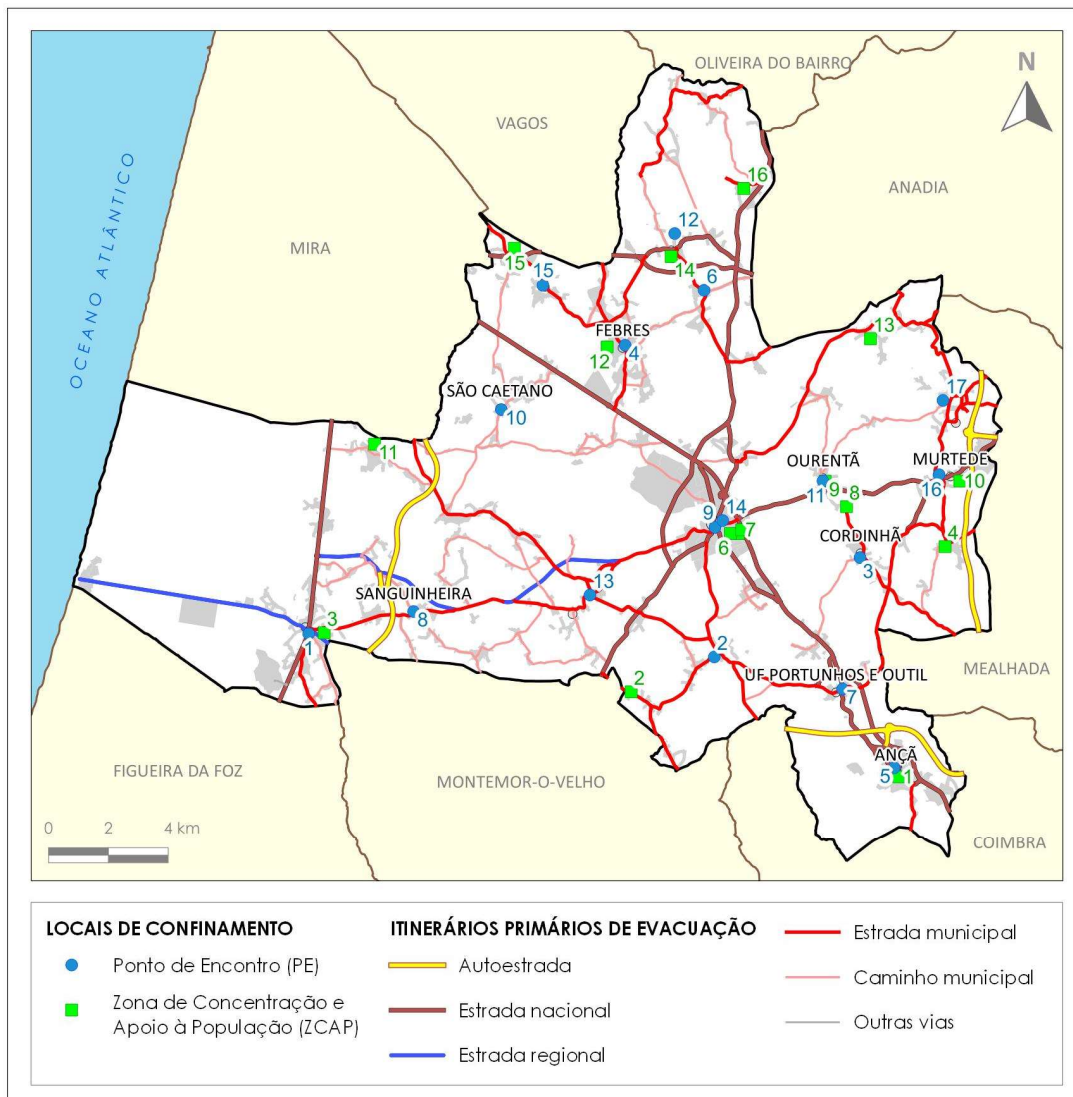 OLIVEIRA DO BAIRRO
N
VAGOS
ANADIA
OCEANO ATLÂNTICO
MIRA
16
12
14
15
15
6
13
FEBRES
12
4
17
SÃO CAETANO
10
11
OURENTÃ
MURTEDE
11
9
8
16
10
9
14
7
6
CORDINHÃ
4
3
13
SANGUINHEIRA
8
1
3
2
2
UF PORTUNHOS E OUTIL
7
MEALHADA
ANÇÃ
5
1
FIGUEIRA DA FOZ
MONTEMOR-O-VELHO
COIMBRA
0 2 4 km
LOCAIS DE CONFINAMENTO
Ponto de Encontro (PE)
Zona de Concentração e
Apoio à População (ZCAP)
ITINERÁRIOS PRIMÁRIOS DE EVACUAÇÃO
Autoestrada
Estrada nacional
Estrada regional
Estrada municipal
Caminho municipal
Outras vias